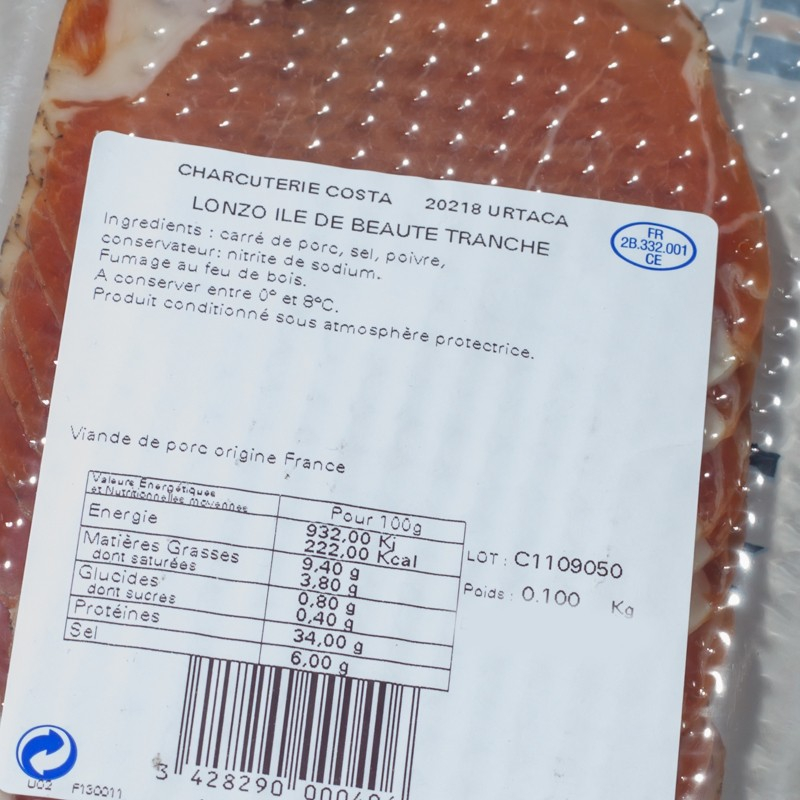 CHARCUTERIE COSTA 20218 URTACA
LONZO ILE DE BEAUTE TRANCHE
FR
2B.332.001
CE
Ingredients : carré de porc, sel, poivre,
conservateur: nitrite de sodium.
Fumage au feu de bois.
A conserver entre 0° et 8°C.
Produit conditionné sous atmosphère protectrice.
Viande de porc origine France
Valeurs Energétiques
et Nutritionnelles moyennes
Pour 100g
Energie
932,00 Kj
222,00 Kcal
Matières Grasses 9,40 g
dont saturées 3,80 g
Glucides 0,80 g
dont sucres 0,40 g
Protéines 34,00 g
Sel 6,00 g
LOT : C1109050
Poids : 0.100 Kg
3 428290
U02 F130011